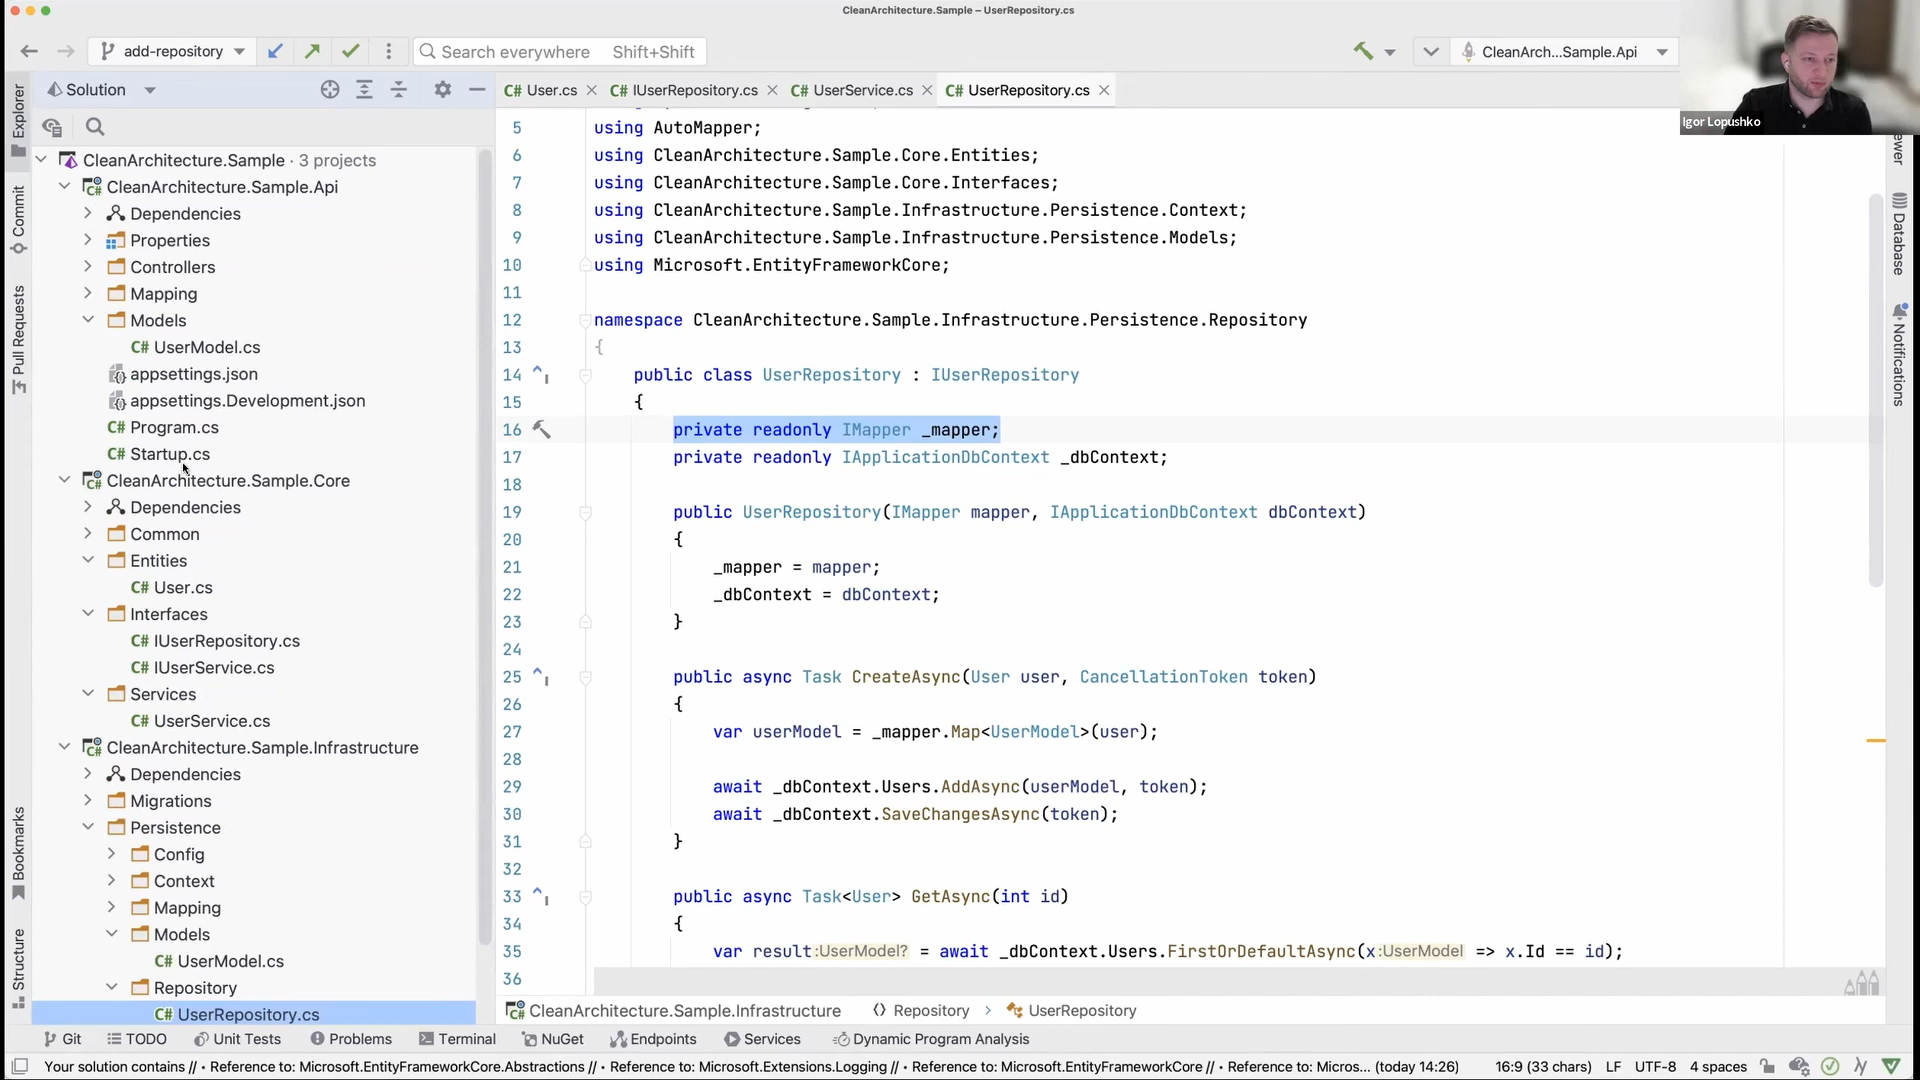 CleanArchitecture.Sample – UserRepository.cs
add-repository
Search everywhere Shift+Shift
CleanArch...Sample.Api
Igor Lopushko
Solution
User.cs
IUserRepository.cs
UserService.cs
UserRepository.cs
Explorer
Commit
Pull Requests
Bookmarks
Structure
CleanArchitecture.Sample · 3 projects
CleanArchitecture.Sample.Api
Dependencies
Properties
Controllers
Mapping
Models
C# UserModel.cs
appsettings.json
appsettings.Development.json
C# Program.cs
C# Startup.cs
CleanArchitecture.Sample.Core
Dependencies
Common
Entities
C# User.cs
Interfaces
C# IUserRepository.cs
C# IUserService.cs
Services
C# UserService.cs
CleanArchitecture.Sample.Infrastructure
Dependencies
Migrations
Persistence
Config
Context
Mapping
Models
C# UserModel.cs
Repository
C# UserRepository.cs
5 using AutoMapper;
6 using CleanArchitecture.Sample.Core.Entities;
7 using CleanArchitecture.Sample.Core.Interfaces;
8 using CleanArchitecture.Sample.Infrastructure.Persistence.Context;
9 using CleanArchitecture.Sample.Infrastructure.Persistence.Models;
10 using Microsoft.EntityFrameworkCore;
11
12 namespace CleanArchitecture.Sample.Infrastructure.Persistence.Repository
13 {
14 public class UserRepository : IUserRepository
15 {
16 private readonly IMapper _mapper;
17 private readonly IApplicationDbContext _dbContext;
18
19 public UserRepository(IMapper mapper, IApplicationDbContext dbContext)
20 {
21 _mapper = mapper;
22 _dbContext = dbContext;
23 }
24
25 public async Task CreateAsync(User user, CancellationToken token)
26 {
27 var userModel = _mapper.Map<UserModel>(user);
28
29 await _dbContext.Users.AddAsync(userModel, token);
30 await _dbContext.SaveChangesAsync(token);
31 }
32
33 public async Task<User> GetAsync(int id)
34 {
35 var result :UserModel? = await _dbContext.Users.FirstOrDefaultAsync(x :UserModel => x.Id == id);
36
Database
Notifications
CleanArchitecture.Sample.Infrastructure
Repository
UserRepository
Git
TODO
Unit Tests
Problems
Terminal
NuGet
Endpoints
Services
Dynamic Program Analysis
Your solution contains // • Reference to: Microsoft.EntityFrameworkCore.Abstractions // • Reference to: Microsoft.Extensions.Logging // • Reference to: Microsoft.EntityFrameworkCore // • Reference to: Micros... (today 14:26)
16:9 (33 chars)
LF
UTF-8
4 spaces